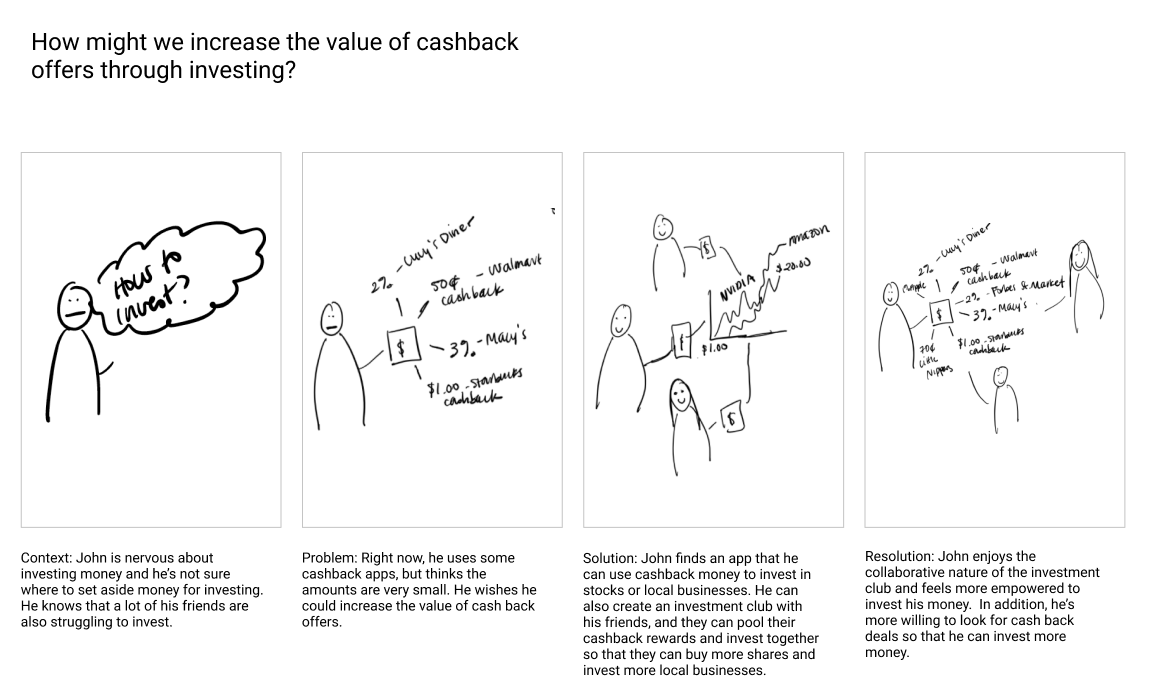 How might we increase the value of cashback
offers through investing?
How to
invest?
2% -
Diner
50¢ - Walmart
cashback
$
3% - Macy's
$1.00 - Starbucks
cashback
$
NVIDIA
Amazon
$20.00
$
$1.00
$
2% -
Diner
50¢ - Walmart
cashback
2% - Forbes St Market
$
3% - Macy's
70¢
Little
Nippers
$1.00 - Starbucks
cashback
Context: John is nervous about
investing money and he's not sure
where to set aside money for investing.
He knows that a lot of his friends are
also struggling to invest.
Problem: Right now, he uses some
cashback apps, but thinks the
amounts are very small. He wishes he
could increase the value of cash back
offers.
Solution: John finds an app that he
can use cashback money to invest in
stocks or local businesses. He can
also create an investment club with
his friends, and they can pool their
cashback rewards and invest together
so that they can buy more shares and
invest more local businesses.
Resolution: John enjoys the
collaborative nature of the investment
club and feels more empowered to
invest his money. In addition, he's
more willing to look for cash back
deals so that he can invest more
money.